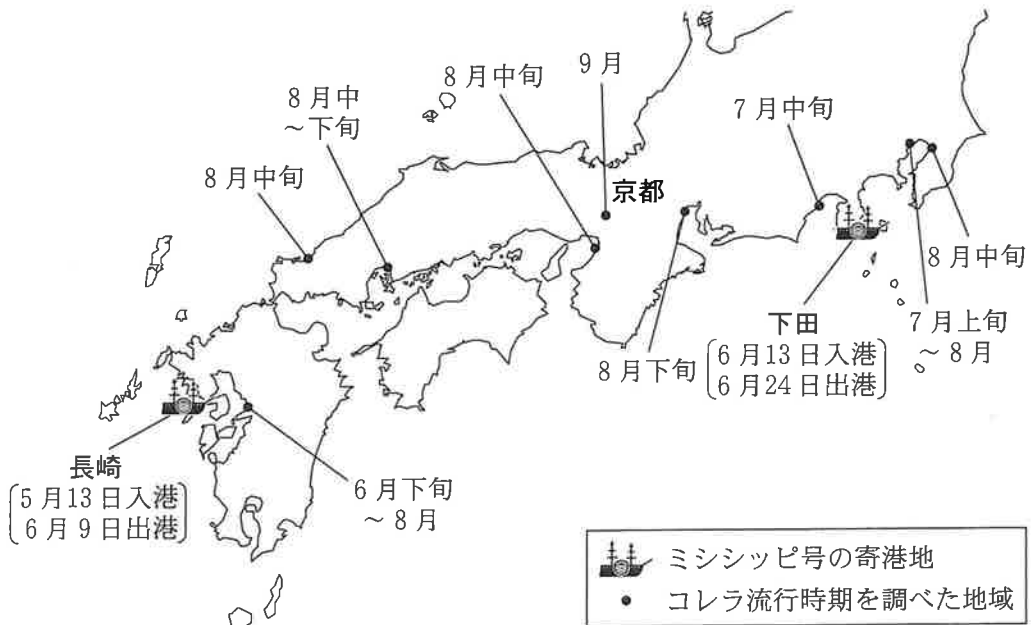 9月
8月中旬
8月中
～下旬
7月中旬
8月中旬
京都
8月中旬
下田
6月13日入港
6月24日出港
7月上旬
～8月
8月下旬
長崎
5月13日入港
6月9日出港
6月下旬
～8月
ミシシッピ号の寄港地
コレラ流行時期を調べた地域